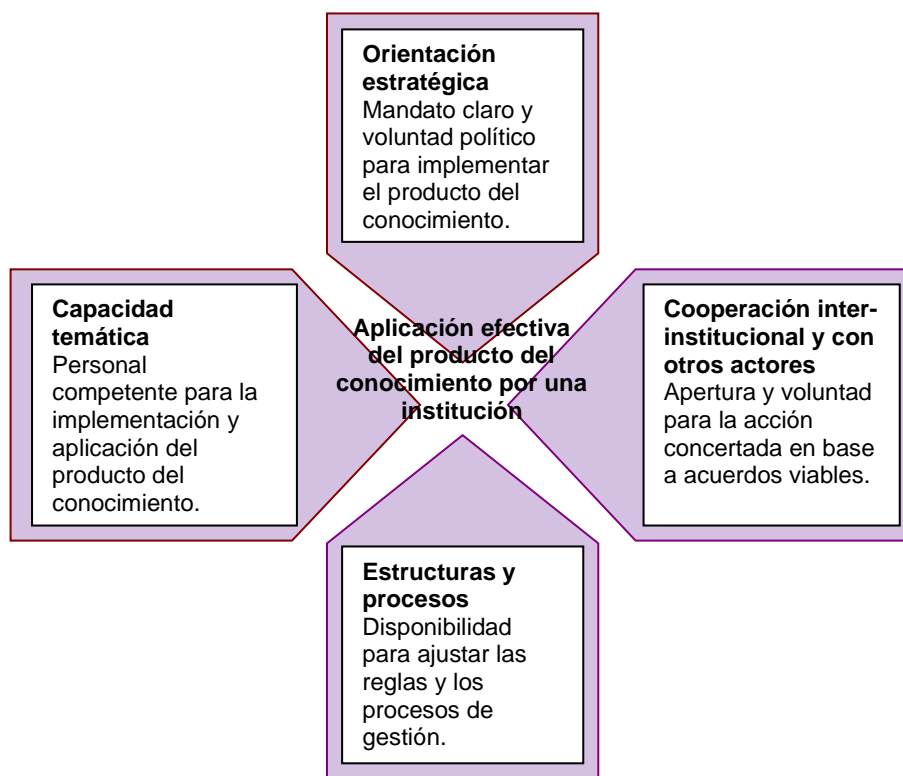 Orientación
estratégica
Mandato claro y
voluntad político
para implementar
el producto del
conocimiento.
Capacidad
temática
Personal
competente para la
implementación y
aplicación del
producto del
conocimiento.
Aplicación efectiva
del producto del
conocimiento por una
institución
Cooperación inter-
institucional y con
otros actores
Apertura y voluntad
para la acción
concertada en base
a acuerdos viables.
Estructuras y
procesos
Disponibilidad
para ajustar las
reglas y los
procesos de
gestión.